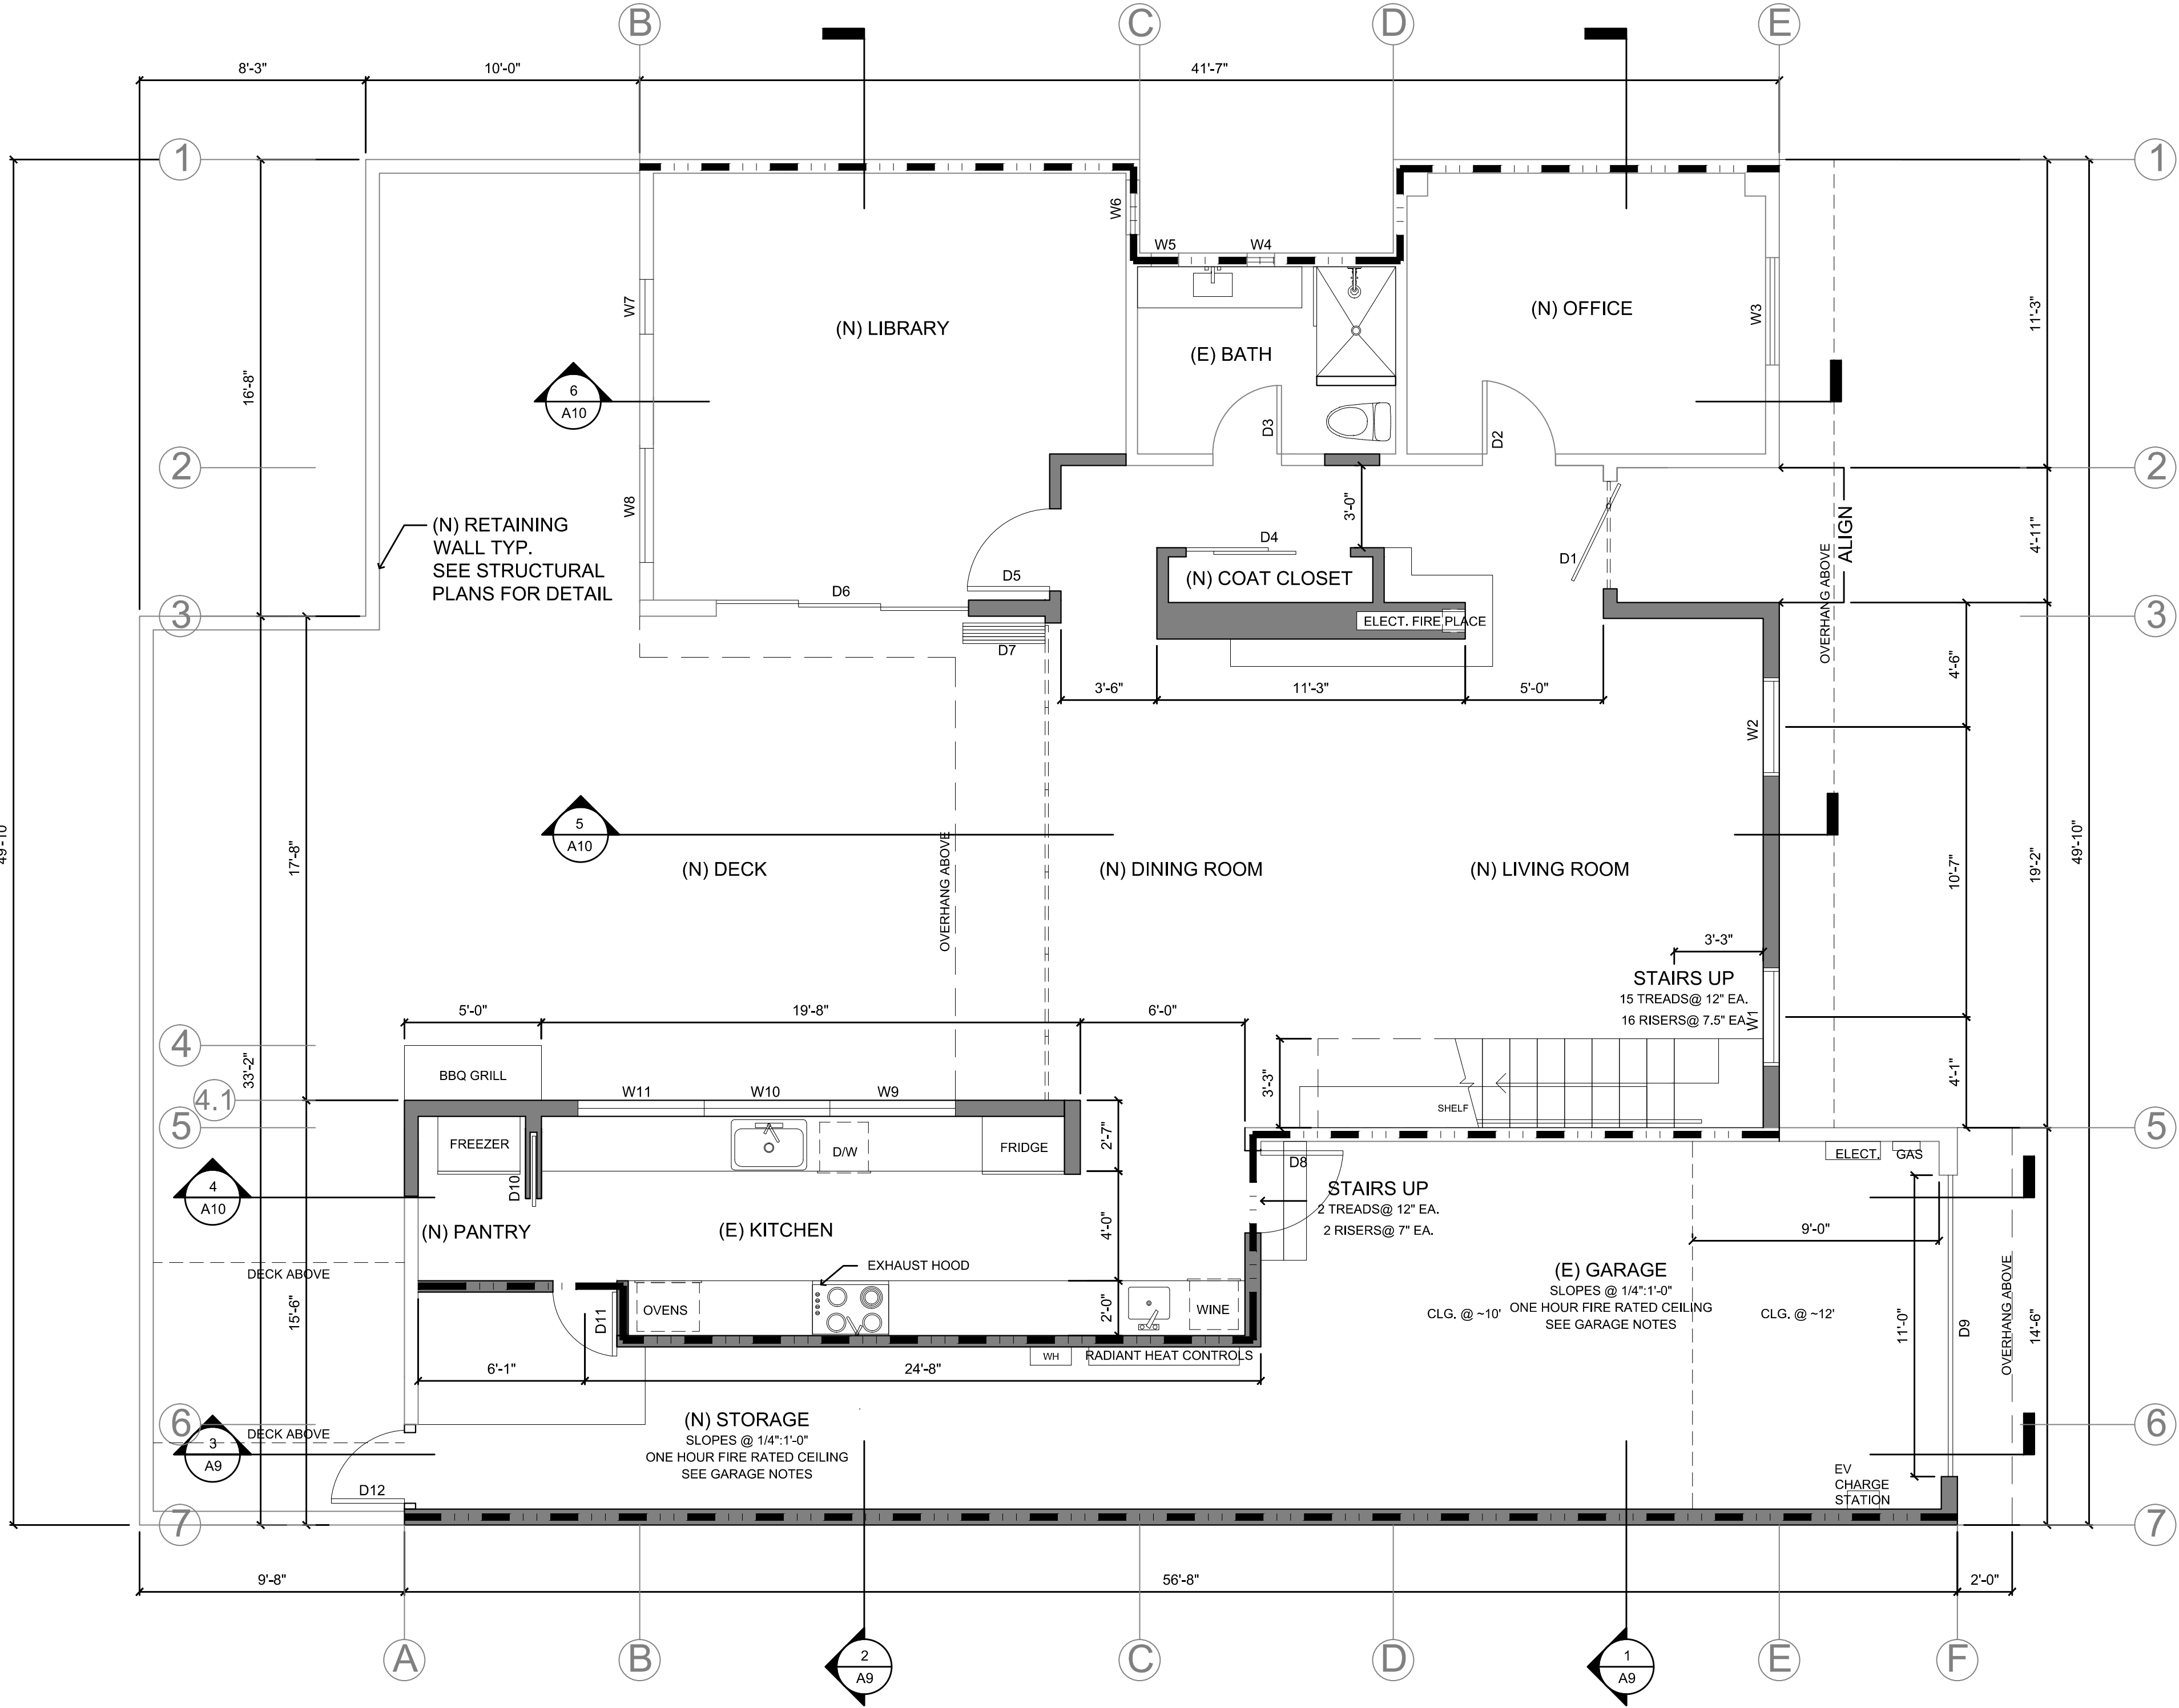 B
C
D
E
8'-3"
10'-0"
41'-7"
1
1
W6
W5
W4
W7
(N) LIBRARY
(E) BATH
(N) OFFICE
W3
11'-3"
16'-8"
6
A10
D3
D2
2
2
W8
(N) RETAINING
WALL TYP.
SEE STRUCTURAL
PLANS FOR DETAIL
3'-0"
D4
D1
ALIGN
4'-11"
OVERHANG ABOVE
D5
(N) COAT CLOSET
D6
3
3
ELECT. FIRE PLACE
D7
3'-6"
11'-3"
5'-0"
4'-6"
W2
5
A10
17'-8"
(N) DECK
OVERHANG ABOVE
(N) DINING ROOM
(N) LIVING ROOM
10'-7"
19'-2"
49'-10"
3'-3"
STAIRS UP
15 TREADS@ 12" EA.
16 RISERS@ 7.5" EA.
W1
5'-0"
19'-8"
6'-0"
4
33'-2"
BBQ GRILL
4.1
W11
W10
W9
3'-3"
SHELF
4'-1"
5
5
FREEZER
D/W
FRIDGE
2'-7"
D8
ELECT.
GAS
4
A10
D10
STAIRS UP
2 TREADS@ 12" EA.
2 RISERS@ 7" EA.
(N) PANTRY
(E) KITCHEN
4'-0"
9'-0"
DECK ABOVE
EXHAUST HOOD
(E) GARAGE
SLOPES @ 1/4":1'-0"
ONE HOUR FIRE RATED CEILING
SEE GARAGE NOTES
CLG. @ ~10'
CLG. @ ~12'
15'-6"
OVENS
D11
2'-0"
WINE
11'-0"
D9
OVERHANG ABOVE
14'-6"
WH
RADIANT HEAT CONTROLS
6'-1"
24'-8"
6
6
DECK ABOVE
3
A9
(N) STORAGE
SLOPES @ 1/4":1'-0"
ONE HOUR FIRE RATED CEILING
SEE GARAGE NOTES
D12
EV
CHARGE
STATION
7
7
9'-8"
56'-8"
2'-0"
A
B
2
A9
C
D
1
A9
E
F